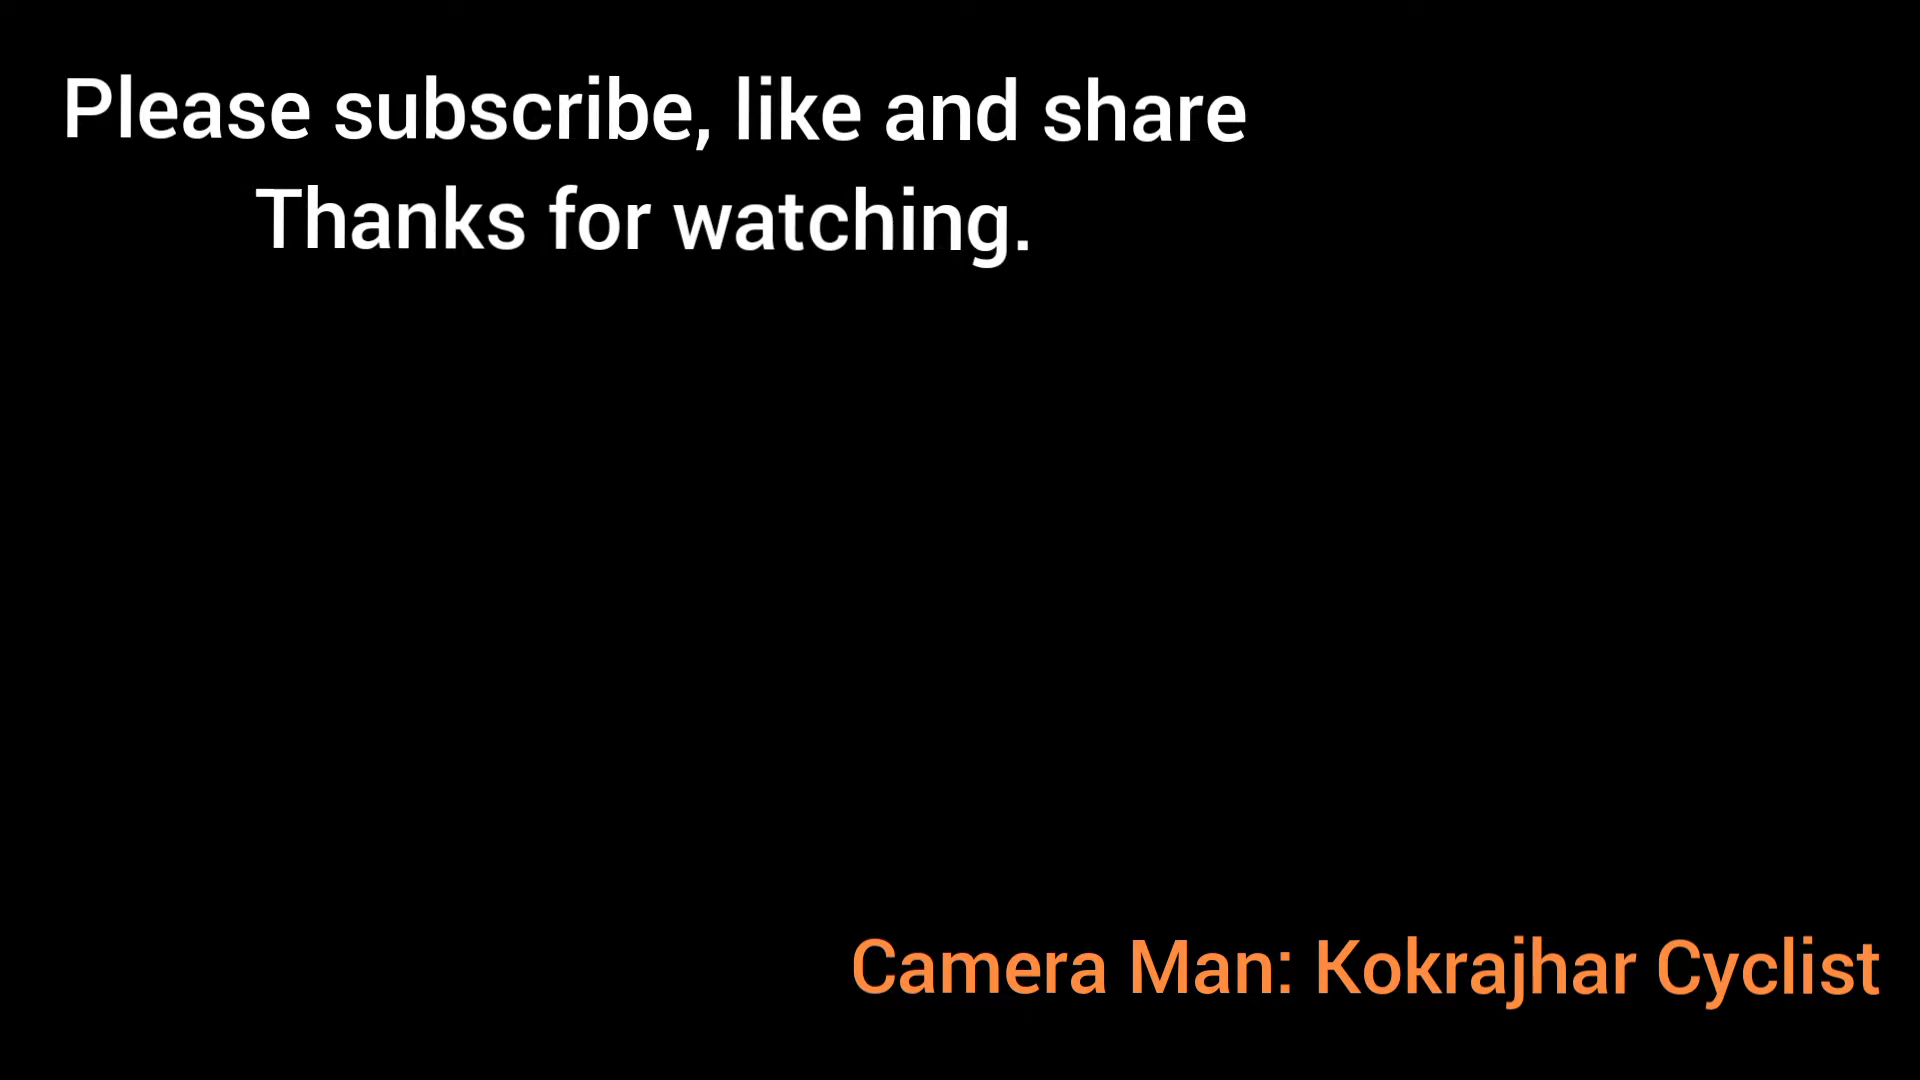 Please subscribe, like and share
Thanks for watching.
Camera Man: Kokrajhar Cyclist